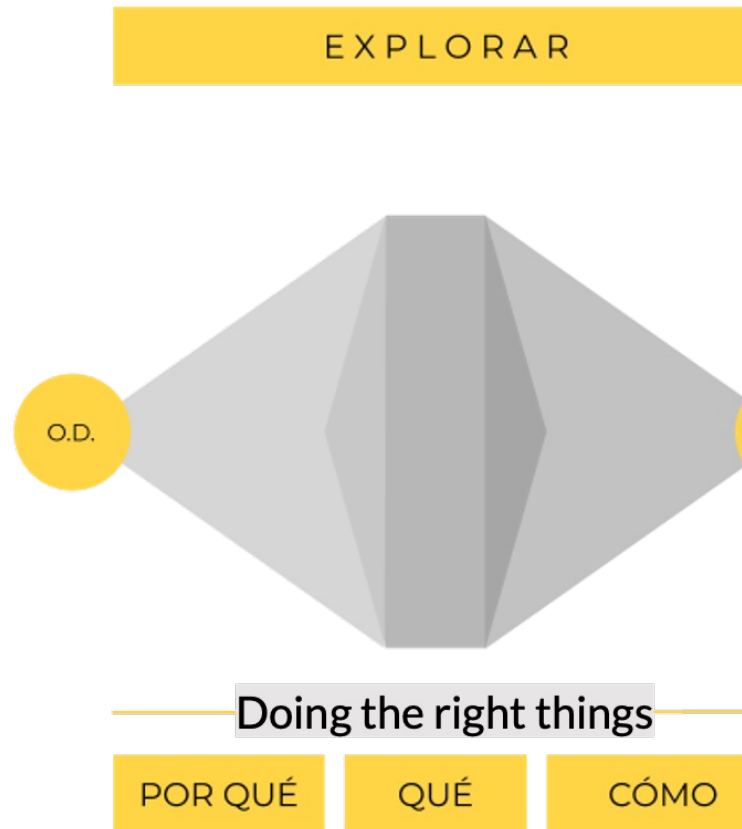 EXPLORAR
O.D.
Doing the right things
POR QUÉ
QUÉ
CÓMO